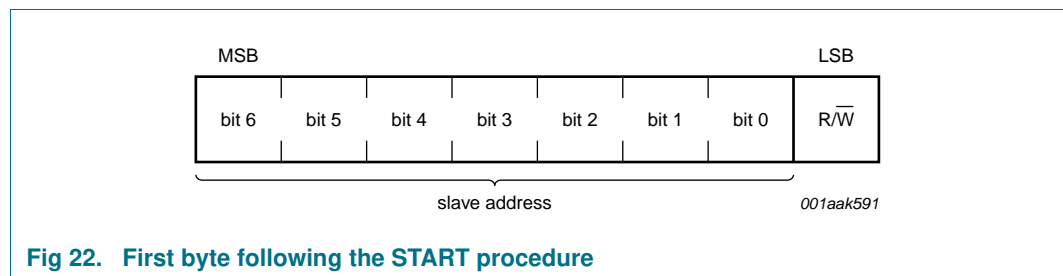 MSB LSB
bit 6 bit 5 bit 4 bit 3 bit 2 bit 1 bit 0 R/W̅
slave address 001aak591
Fig 22. First byte following the START procedure